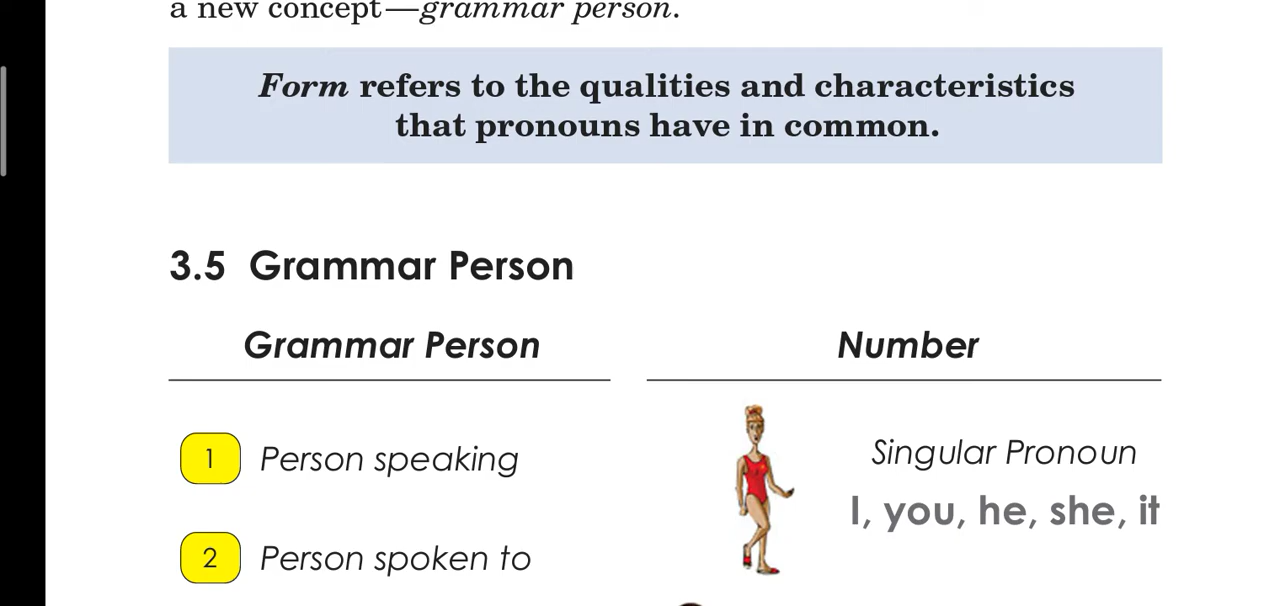 a new concept—grammar person.
Form refers to the qualities and characteristics
that pronouns have in common.
3.5 Grammar Person
Grammar Person
Number
1 Person speaking
Singular Pronoun
I, you, he, she, it
2 Person spoken to